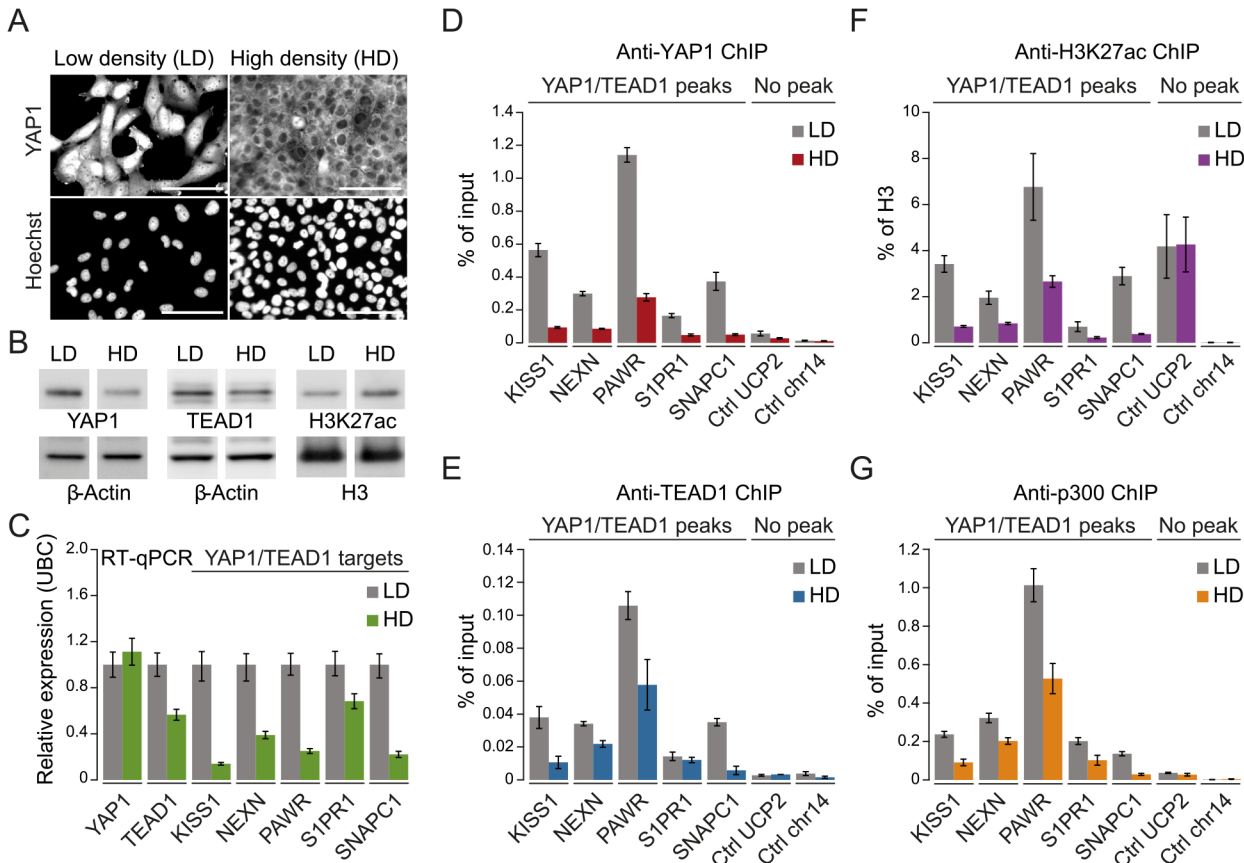 A
Low density (LD) High density (HD)
YAP1
Hoechst
B
LD HD LD HD LD HD
YAP1 TEAD1 H3K27ac
β-Actin β-Actin H3
C
RT-qPCR YAP1/TEAD1 targets
LD
HD
Relative expression (UBC)
2.0
1.6
1.2
0.8
0.4
0
YAP1 TEAD1 KISS1 NEXN PAWR S1PR1 SNAPC1
D
Anti-YAP1 ChIP
YAP1/TEAD1 peaks No peak
LD
HD
% of input
1.4
1.2
1.0
0.8
0.6
0.4
0.2
0
KISS1 NEXN PAWR S1PR1 SNAPC1 Ctrl UCP2 Ctrl chr14
E
Anti-TEAD1 ChIP
YAP1/TEAD1 peaks No peak
LD
HD
% of input
0.14
0.12
0.10
0.08
0.06
0.04
0.02
0
KISS1 NEXN PAWR S1PR1 SNAPC1 Ctrl UCP2 Ctrl chr14
F
Anti-H3K27ac ChIP
YAP1/TEAD1 peaks No peak
LD
HD
% of H3
10
8
6
4
2
0
KISS1 NEXN PAWR S1PR1 SNAPC1 Ctrl UCP2 Ctrl chr14
G
Anti-p300 ChIP
YAP1/TEAD1 peaks No peak
LD
HD
% of input
1.2
1.0
0.8
0.6
0.4
0.2
0
KISS1 NEXN PAWR S1PR1 SNAPC1 Ctrl UCP2 Ctrl chr14